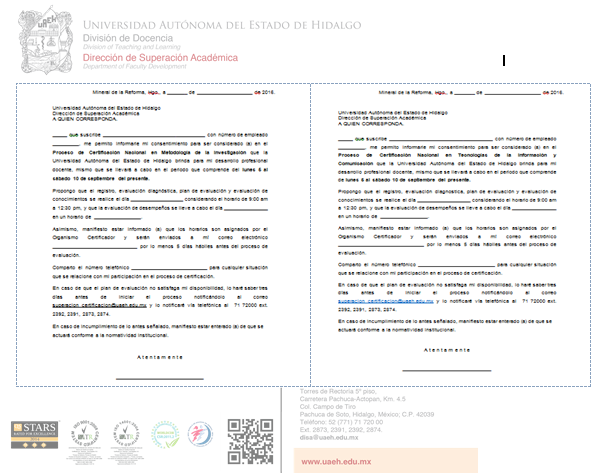 UNIVERSIDAD AUTÓNOMA DEL ESTADO DE HIDALGO
División de Docencia
Division of Teaching and Learning
Dirección de Superación Académica
Department of Faculty Development
Mineral de la Reforma, Hgo., a ______ de ______________ de 2016.
Universidad Autónoma del Estado de Hidalgo
Dirección de Superación Académica
A QUIEN CORRESPONDA.
____ que suscribe ______________________ con número de empleado
__________, me permito informarle mi consentimiento para ser considerado (a) en el
Proceso de Certificación Nacional en Metodología de la Investigación que la
Universidad Autónoma del Estado de Hidalgo brinda para mi desarrollo profesional
docente, mismo que se llevará a cabo en el periodo que comprende del lunes 5 al
sábado 10 de septiembre del presente.
Propongo que el registro, evaluación diagnóstica, plan de evaluación y evaluación de
conocimientos se realice el día ____________ considerando el horario de 9:00 am
a 12:30 pm, y que la evaluación de desempeños se lleve a cabo el día ____________
en un horario de ____________.
Asimismo, manifiesto estar informado (a) que los horarios son asignados por el
Organismo Certificador y serán enviados a mi correo electrónico
____________________ por lo menos 5 días hábiles antes del proceso de
evaluación.
Comparto el número telefónico __________________ para cualquier situación
que se relacione con mi participación en el proceso de certificación.
En caso de que el plan de evaluación no satisfaga mi disponibilidad, lo haré saber tres
días antes de iniciar el proceso notificándolo al correo
superacion_certificacion@uaeh.edu.mx y lo notificaré vía telefónica al 71 72000 ext.
2392, 2391, 2873, 2874.
En caso de incumplimiento de lo antes señalado, manifiesto estar enterado (a) de que se
actuará conforme a la normatividad institucional.
Atentamente
____________________
Mineral de la Reforma, Hgo., a ______ de ______________ de 2016.
Universidad Autónoma del Estado de Hidalgo
Dirección de Superación Académica
A QUIEN CORRESPONDA.
____ que suscribe ______________________ con número de empleado
__________, me permito informarle mi consentimiento para ser considerado (a) en el
Proceso de Certificación Nacional en Tecnologías de la Información y
Comunicación que la Universidad Autónoma del Estado de Hidalgo brinda para mi
desarrollo profesional docente, mismo que se llevará a cabo en el periodo que comprende
del lunes 5 al sábado 10 de septiembre del presente.
Propongo que el registro, evaluación diagnóstica, plan de evaluación y evaluación de
conocimientos se realice el día ____________ considerando el horario de 9:00 am
a 12:30 pm, y que la evaluación de desempeños se lleve a cabo el día ____________
en un horario de ____________.
Asimismo, manifiesto estar informado (a) que los horarios son asignados por el
Organismo Certificador y serán enviados a mi correo electrónico
____________________ por lo menos 5 días hábiles antes del proceso de
evaluación.
Comparto el número telefónico __________________ para cualquier situación
que se relacione con mi participación en el proceso de certificación.
En caso de que el plan de evaluación no satisfaga mi disponibilidad, lo haré saber tres
días antes de iniciar el proceso notificándolo al correo
superacion_certificacion@uaeh.edu.mx y lo notificaré vía telefónica al 71 72000 ext.
2392, 2391, 2873, 2874.
En caso de incumplimiento de lo antes señalado, manifiesto estar enterado (a) de que se
actuará conforme a la normatividad institucional.
Atentamente
____________________
STARS
Torres de Rectoría 5° piso,
Carretera Pachuca-Actopan, Km. 4.5
Col. Campo de Tiro
Pachuca de Soto, Hidalgo, México; C.P. 42039
Teléfono: 52 (771) 71 720 00
Ext. 2873, 2391, 2392, 2874.
disa@uaeh.edu.mx
www.uaeh.edu.mx